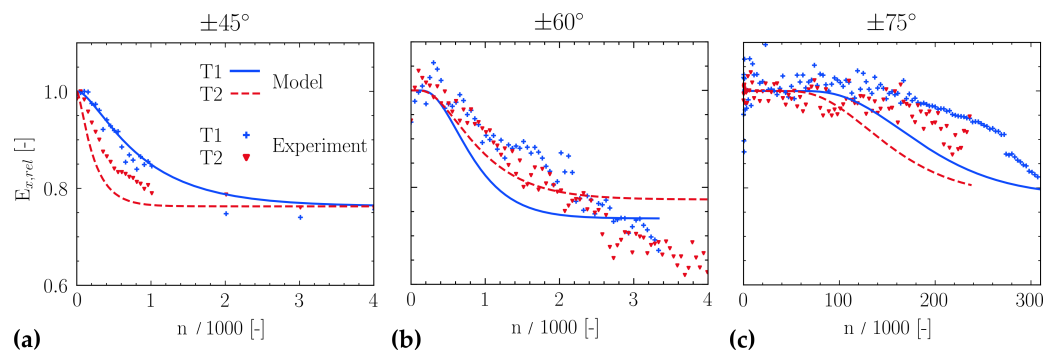 ±45°
±60°
±75°
1.0
0.8
0.6
E x,rel [-]
T1
T2
Model
T1
T2
Experiment
0 1 2 3 4
0 1 2 3 4
0 100 200 300
n / 1000 [-]
n / 1000 [-]
n / 1000 [-]
(a)
(b)
(c)